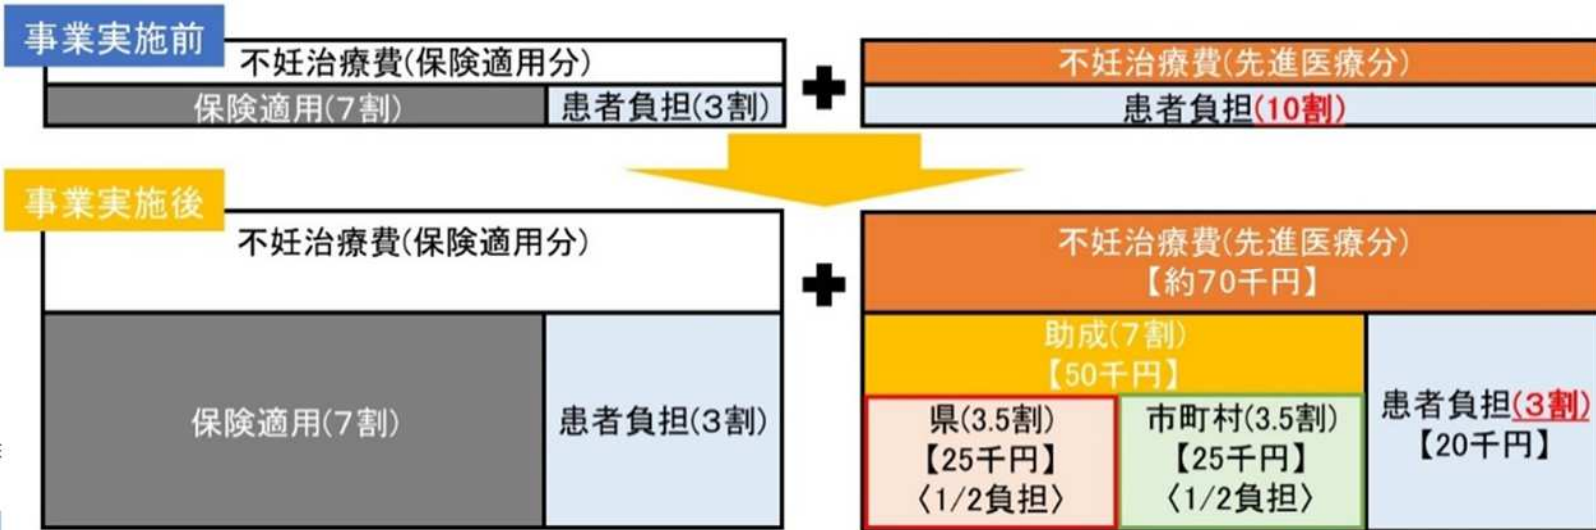 事業実施前
不妊治療費(保険適用分)
保険適用(7割)
患者負担(3割)
+
不妊治療費(先進医療分)
患者負担(10割)
事業実施後
不妊治療費(保険適用分)
保険適用(7割)
患者負担(3割)
+
不妊治療費(先進医療分)
【約70千円】
助成(7割)
【50千円】
県(3.5割)
【25千円】
〈1/2負担〉
市町村(3.5割)
【25千円】
〈1/2負担〉
患者負担(3割)
【20千円】